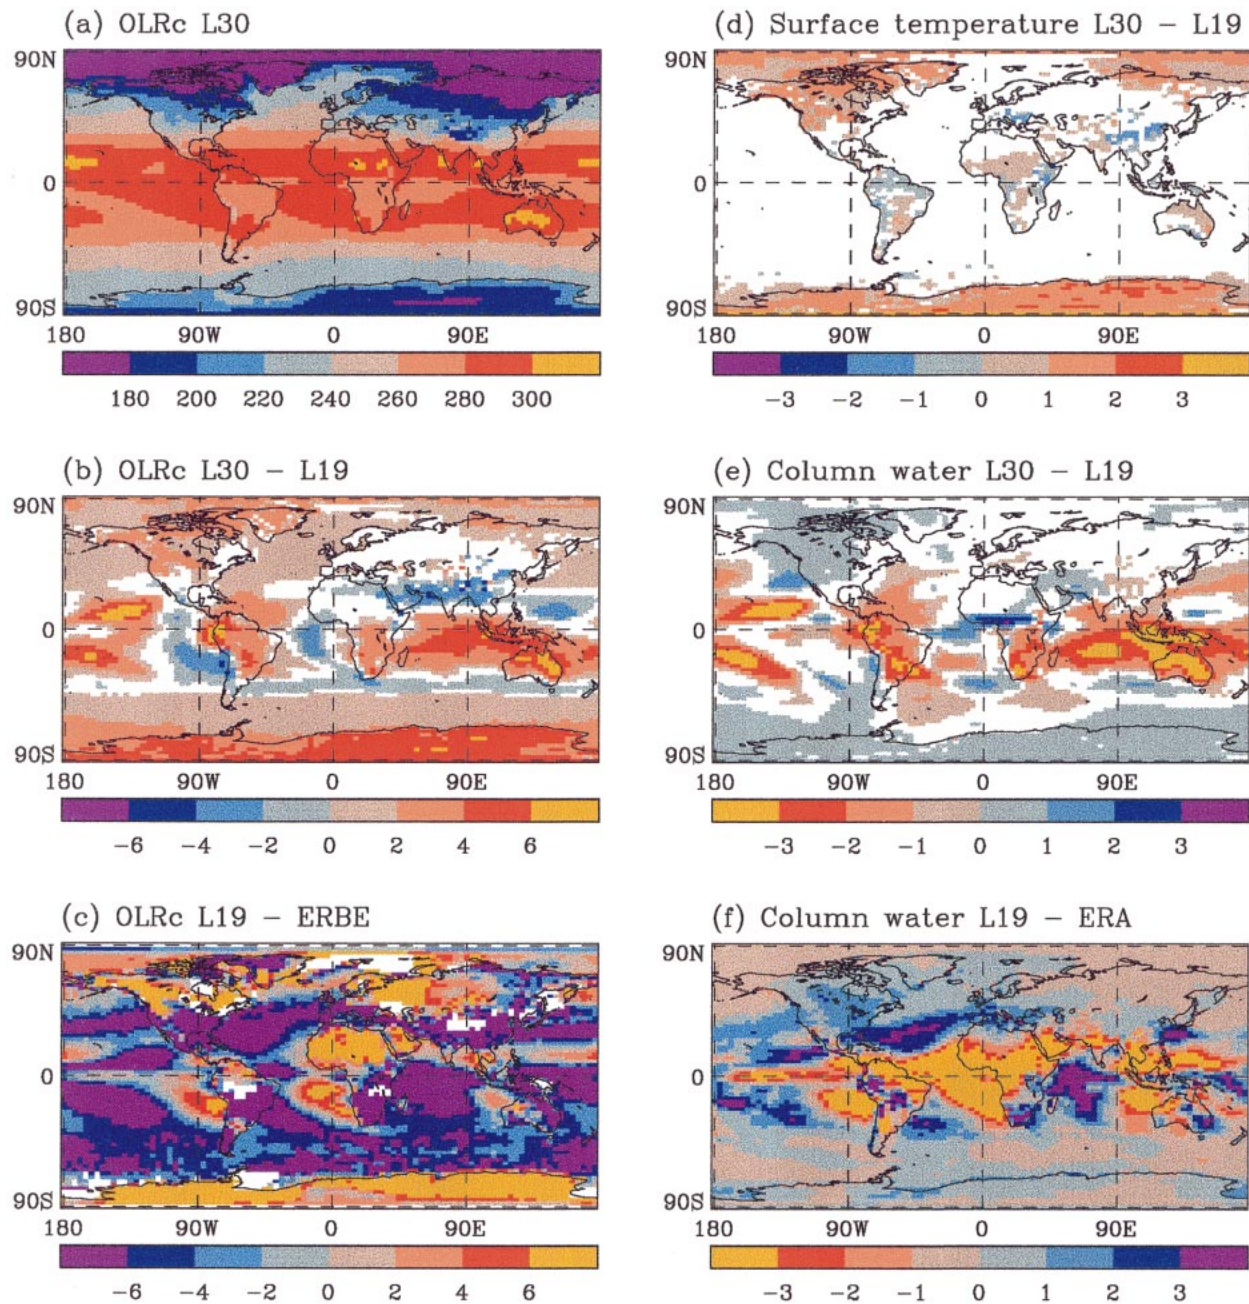 (a) OLRc L30
90N
0
90S
180 90W 0 90E
180 200 220 240 260 280 300
(b) OLRc L30 − L19
90N
0
90S
180 90W 0 90E
−6 −4 −2 0 2 4 6
(c) OLRc L19 − ERBE
90N
0
90S
180 90W 0 90E
−6 −4 −2 0 2 4 6
(d) Surface temperature L30 − L19
90N
0
90S
180 90W 0 90E
−3 −2 −1 0 1 2 3
(e) Column water L30 − L19
90N
0
90S
180 90W 0 90E
−3 −2 −1 0 1 2 3
(f) Column water L19 − ERA
90N
0
90S
180 90W 0 90E
−3 −2 −1 0 1 2 3